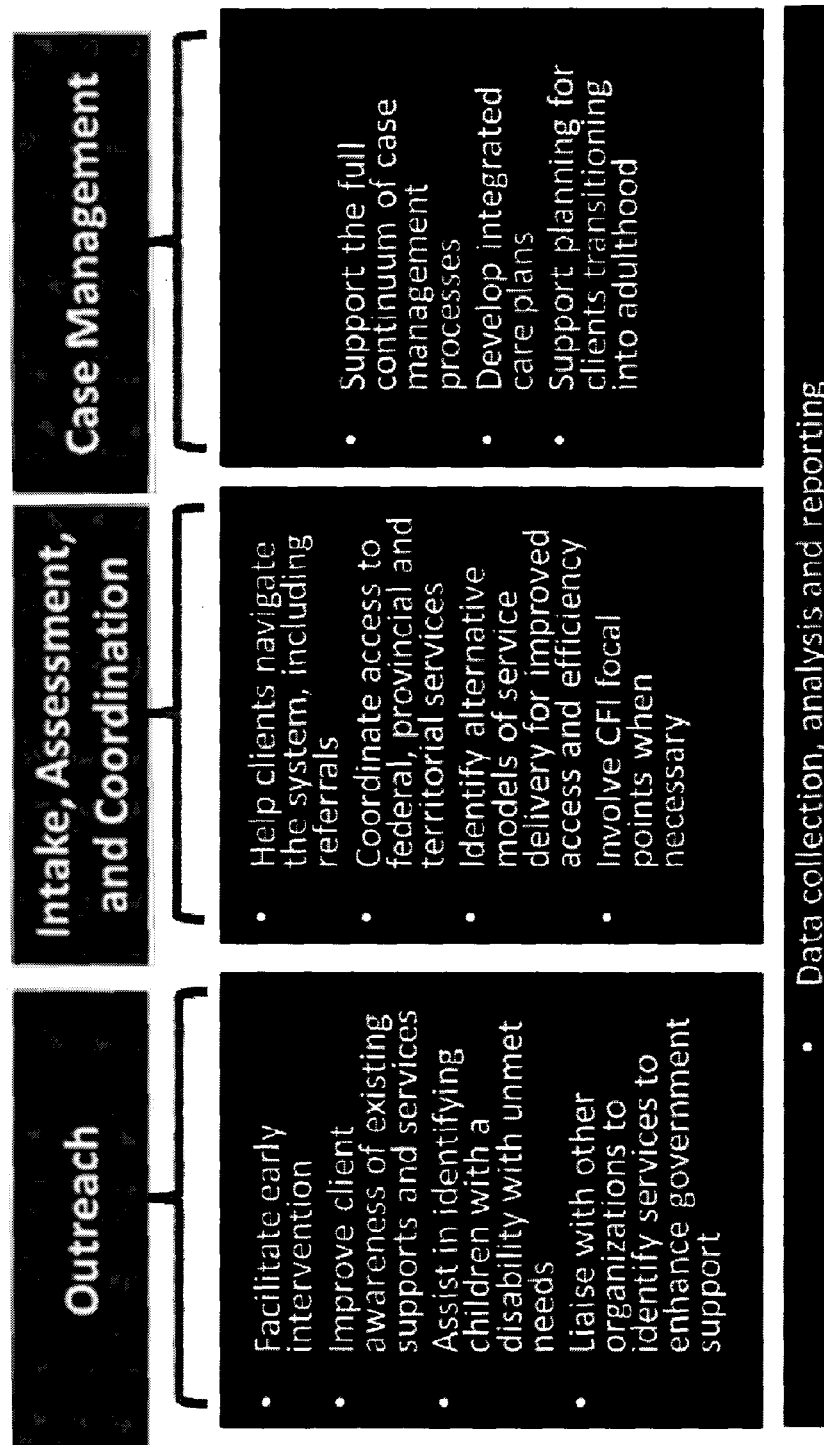 Outreach
• Facilitate early
intervention
• Improve client
awareness of existing
supports and services
• Assist in identifying
children with a
disability with unmet
needs
• Liaise with other
organizations to
identify services to
enhance government
support
Intake, Assessment,
and Coordination
• Help clients navigate
the system, including
referrals
• Coordinate access to
federal, provincial and
territorial services
• Identify alternative
models of service
delivery for improved
access and efficiency
• Involve CFI focal
points when
necessary
Case Management
• Support the full
continuum of case
management
processes
• Develop integrated
care plans
• Support planning for
clients transitioning
into adulthood
• Data collection, analysis and reporting